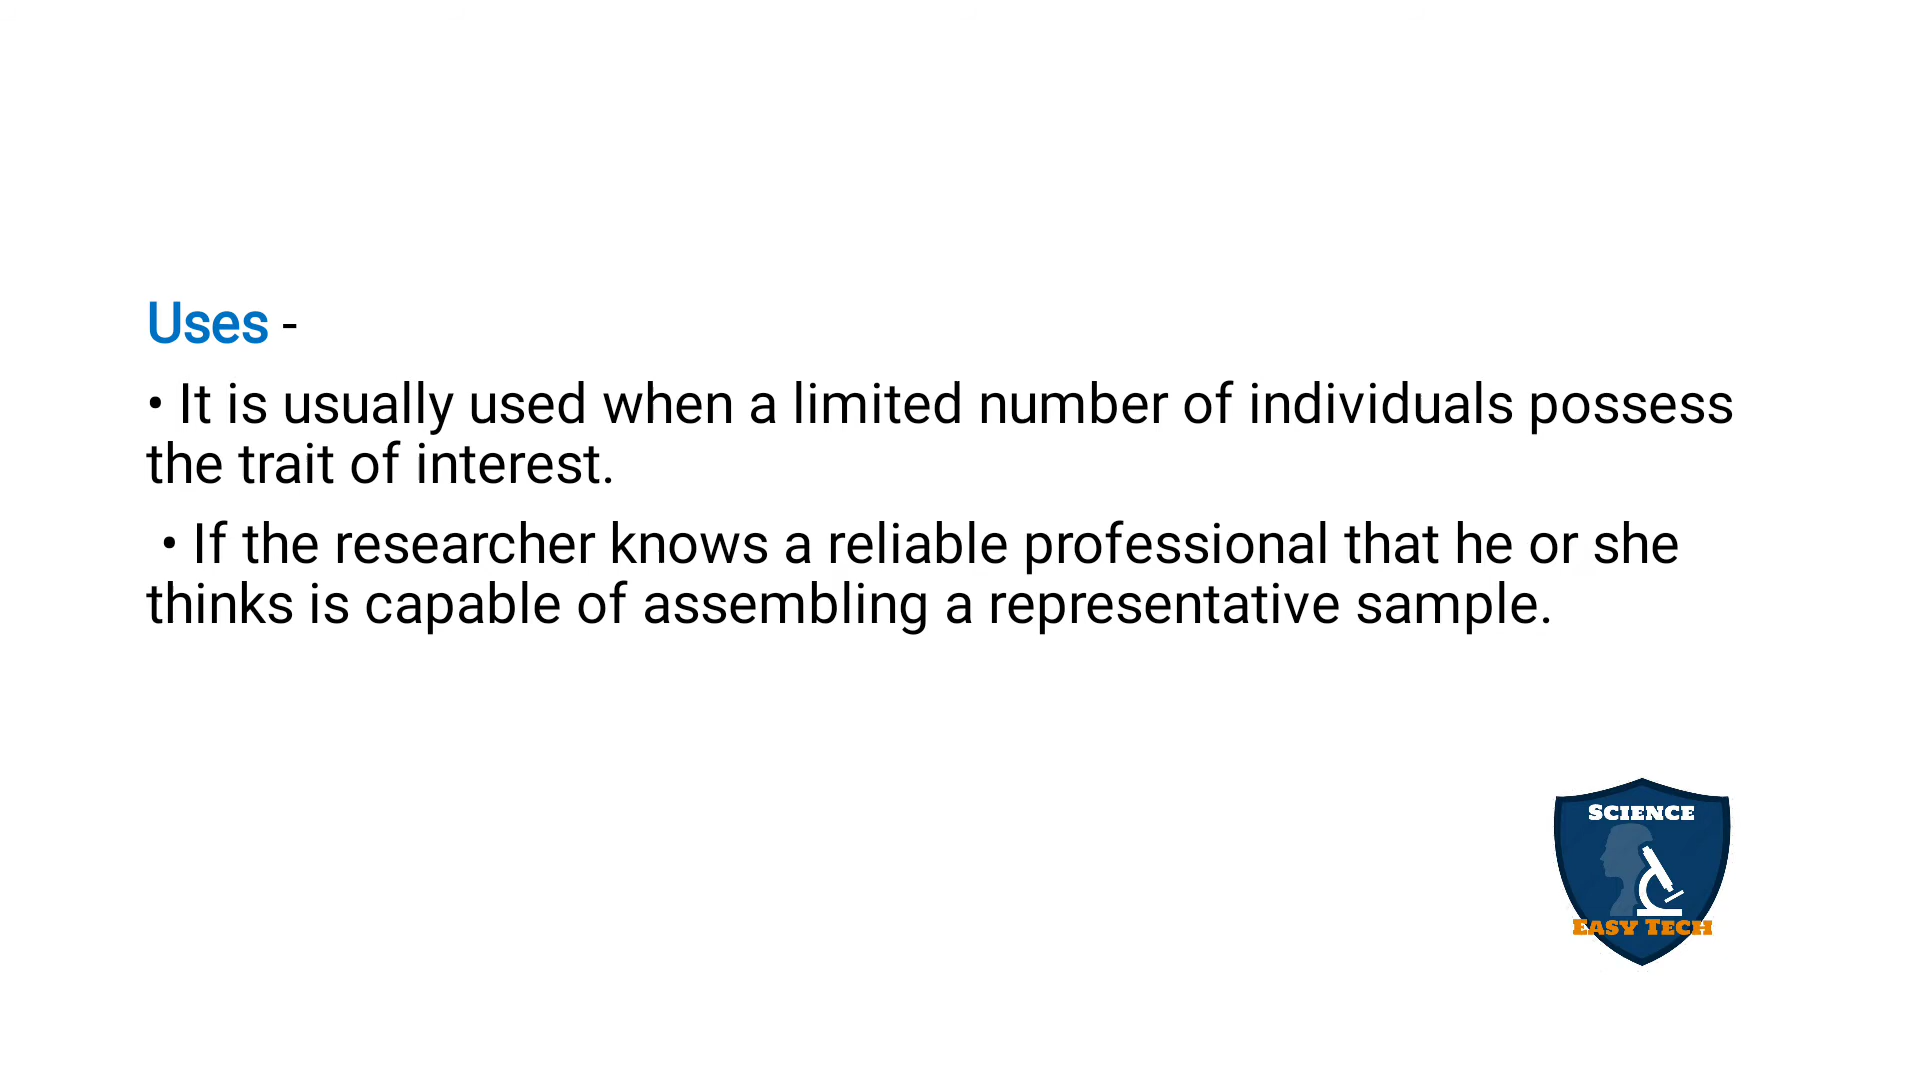 Uses -
• It is usually used when a limited number of individuals possess
the trait of interest.
• If the researcher knows a reliable professional that he or she
thinks is capable of assembling a representative sample.
SCIENCE
EASY TECH